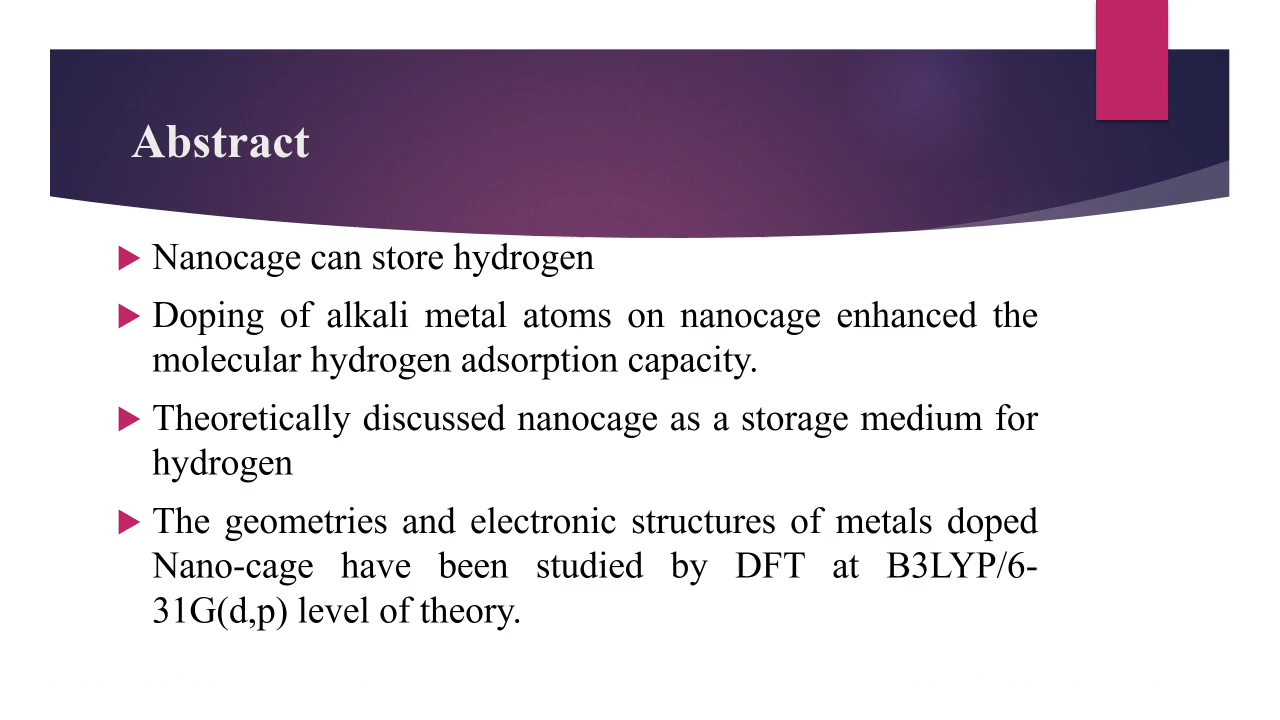 Abstract
Nanocage can store hydrogen
Doping of alkali metal atoms on nanocage enhanced the
molecular hydrogen adsorption capacity.
Theoretically discussed nanocage as a storage medium for
hydrogen
The geometries and electronic structures of metals doped
Nano-cage have been studied by DFT at B3LYP/6-
31G(d,p) level of theory.